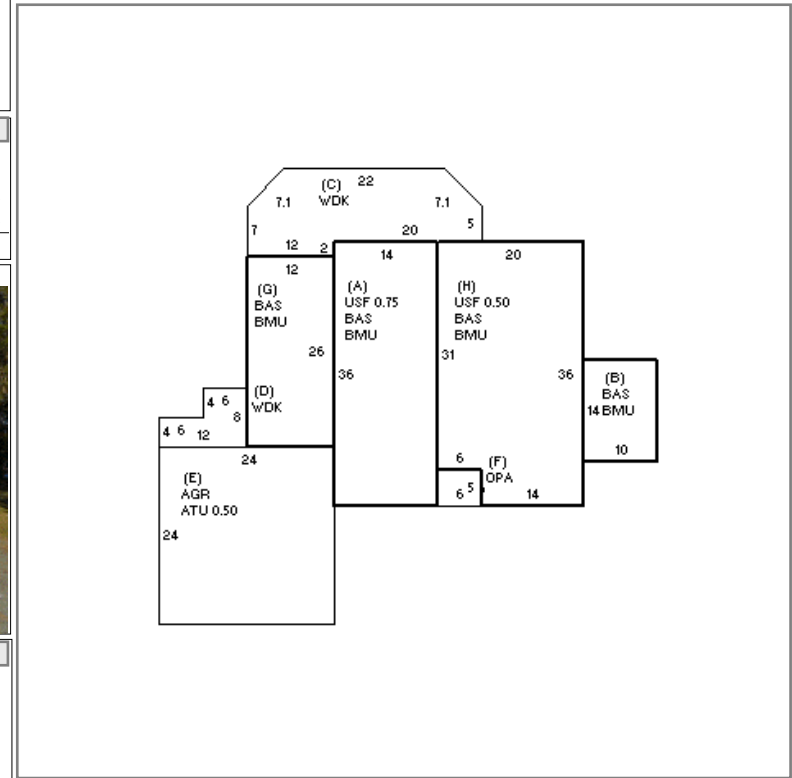 (C) 22
7.1 WDK 7.1
7 5
20
12 2
12 14 20
(G) (A) (H)
BAS USF 0.75 USF 0.50
BMU BAS BAS
BMU BMU
26 31
36 36
(D) (B)
WDK BAS
4 6 14 BMU
8
4 6 12 10
24 6 (F)
(E) OPA
AGR 6 5 14
ATU 0.50
24